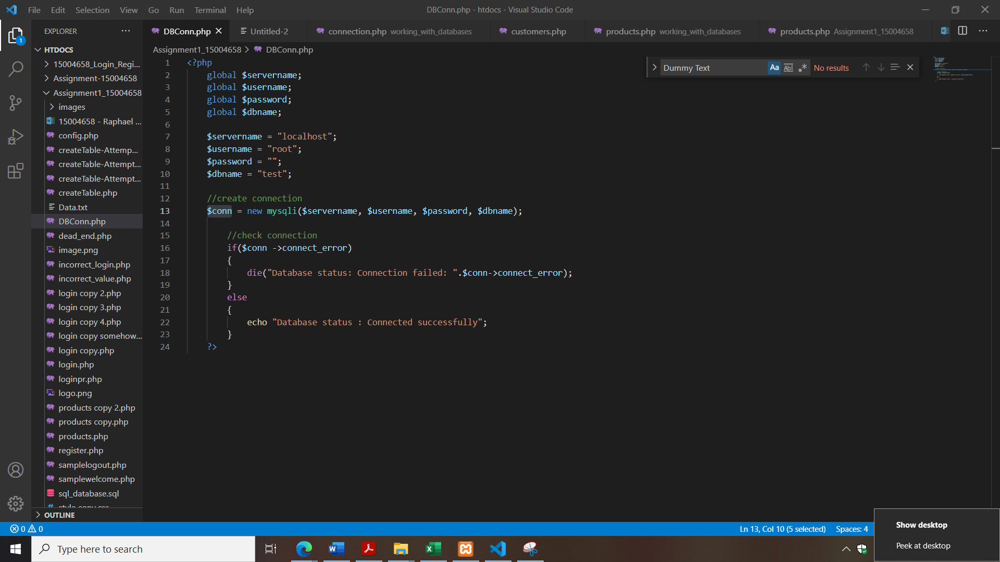 File Edit Selection View Go Run Terminal Help
DBConn.php - htdocs - Visual Studio Code
EXPLORER
DBConn.php
Untitled-2
connection.php working_with_databases
customers.php
products.php working_with_databases
products.php Assignment1_15004658
1
HTDOCS
15004658_Login_Regi...
Assignment-15004658
Assignment1_15004658
images
15004658 - Raphael ...
config.php
createTable-Attemp...
createTable-Attempt...
createTable-Attempt...
createTable.php
Data.txt
DBConn.php
dead_end.php
image.png
incorrect_login.php
incorrect_value.php
login copy 2.php
login copy 3.php
login copy 4.php
login copy somehow...
login copy.php
login.php
loginpr.php
logo.png
products copy 2.php
products copy.php
products.php
register.php
samplelogout.php
samplewelcome.php
sql_database.sql
style copy.css
OUTLINE
Assignment1_15004658 > DBConn.php
Dummy Text
Aa Abl .*
No results
1 <?php
2 global $servername;
3 global $username;
4 global $password;
5 global $dbname;
6
7 $servername = "localhost";
8 $username = "root";
9 $password = "";
10 $dbname = "test";
11
12 //create connection
13 $conn = new mysqli($servername, $username, $password, $dbname);
14
15 //check connection
16 if($conn ->connect_error)
17 {
18 die("Database status: Connection failed: ".$conn->connect_error);
19 }
20 else
21 {
22 echo "Database status : Connected successfully";
23 }
24 ?>
0 0
Ln 13, Col 10 (5 selected) Spaces: 4
Show desktop
Peek at desktop
Type here to search